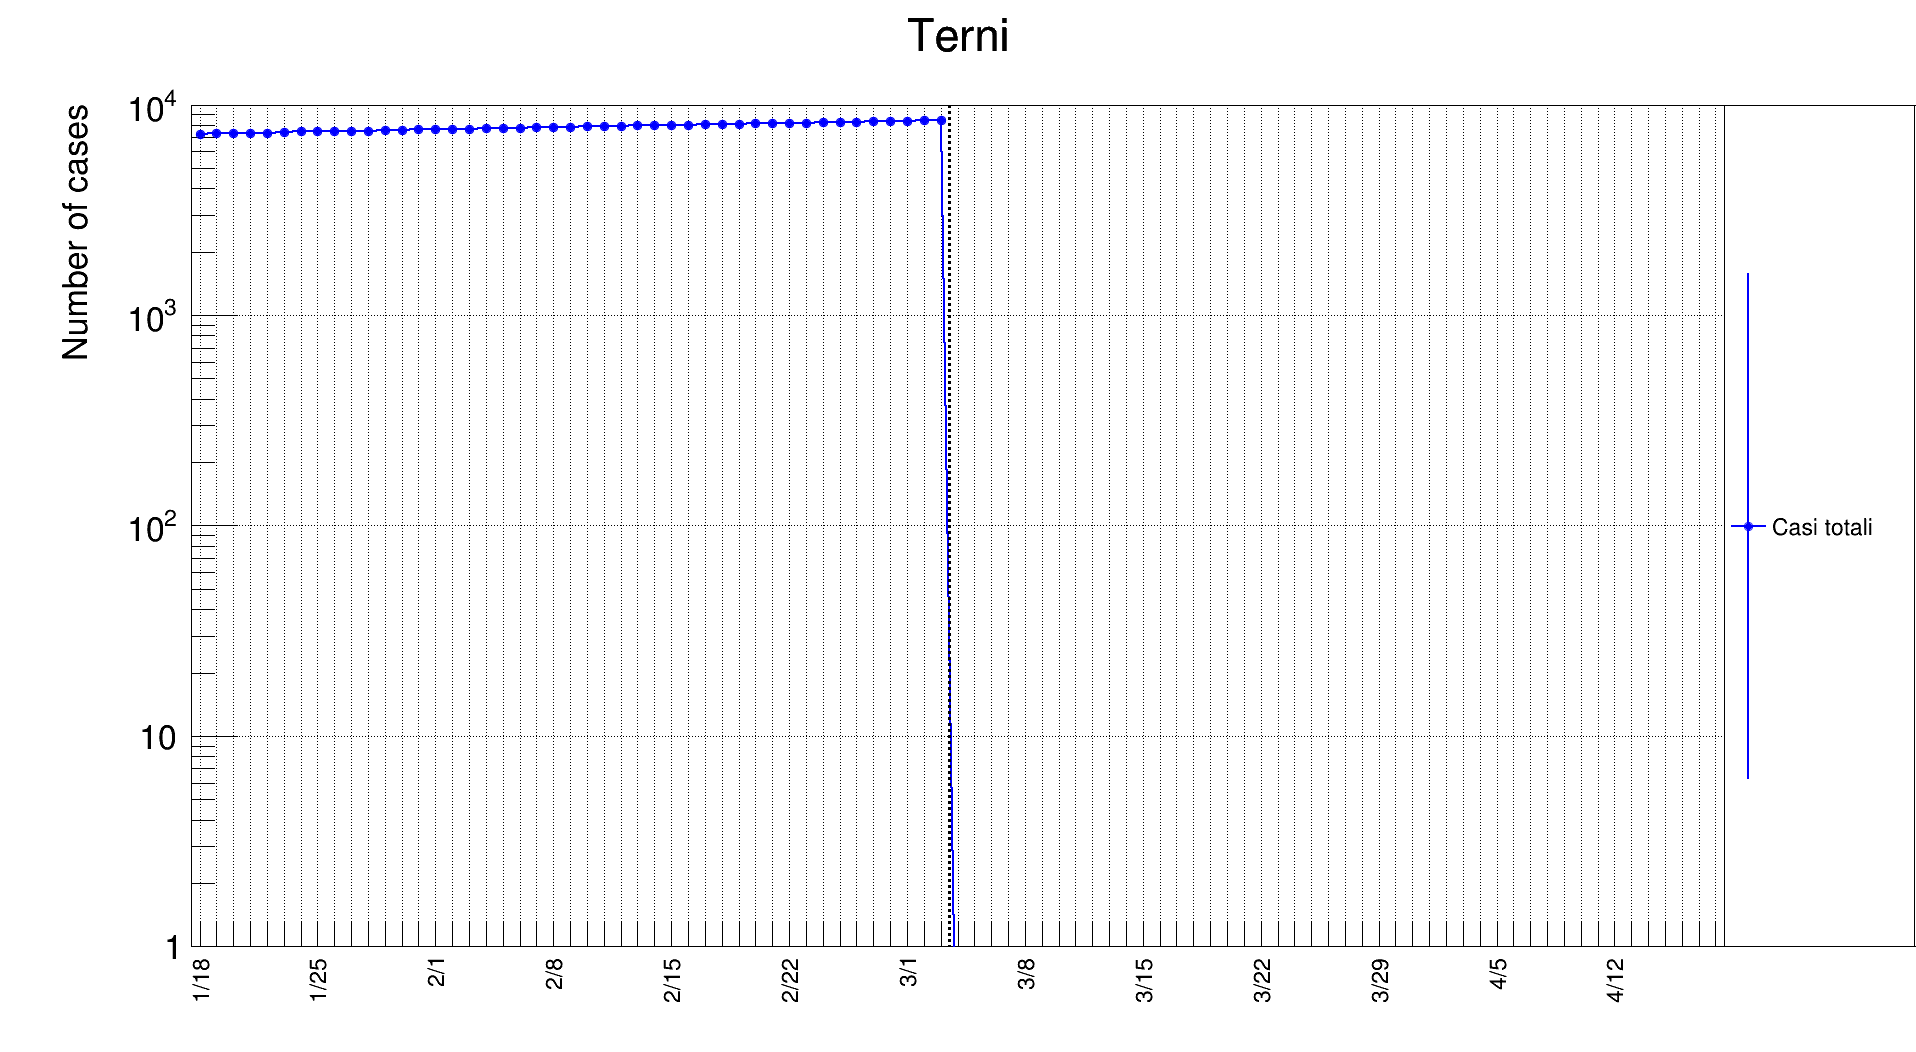 Terni
Number of cases
10^4
10^3
10^2
10
1
1/18 1/25 2/1 2/8 2/15 2/22 3/1 3/8 3/15 3/22 3/29 4/5 4/12
Casi totali